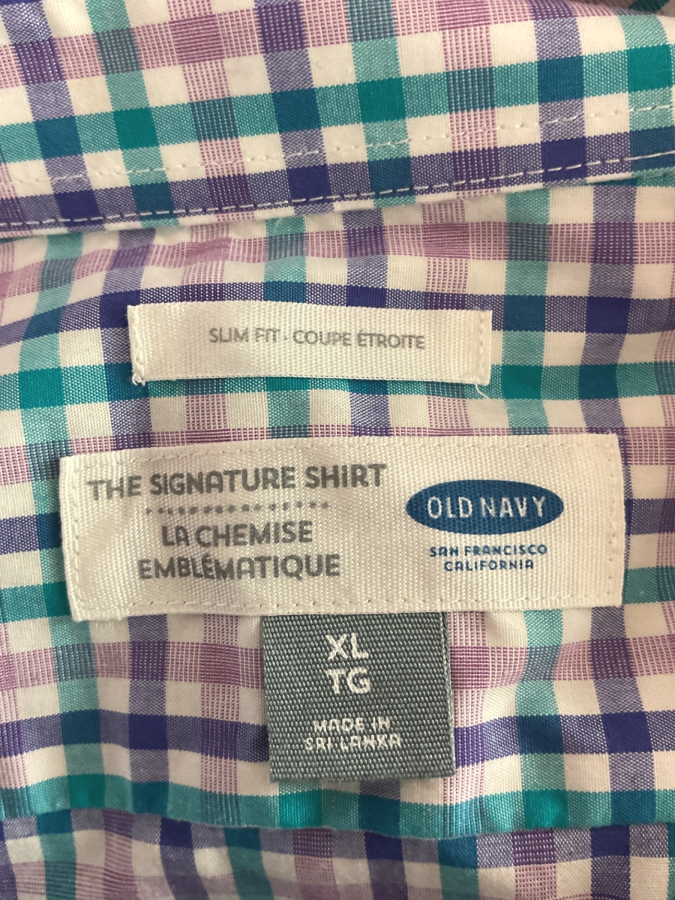 SLIM FIT · COUPE ÉTROITE
THE SIGNATURE SHIRT
LA CHEMISE
EMBLÉMATIQUE
OLD NAVY
SAN FRANCISCO
CALIFORNIA
XL
TG
MADE IN
SRI LANKA